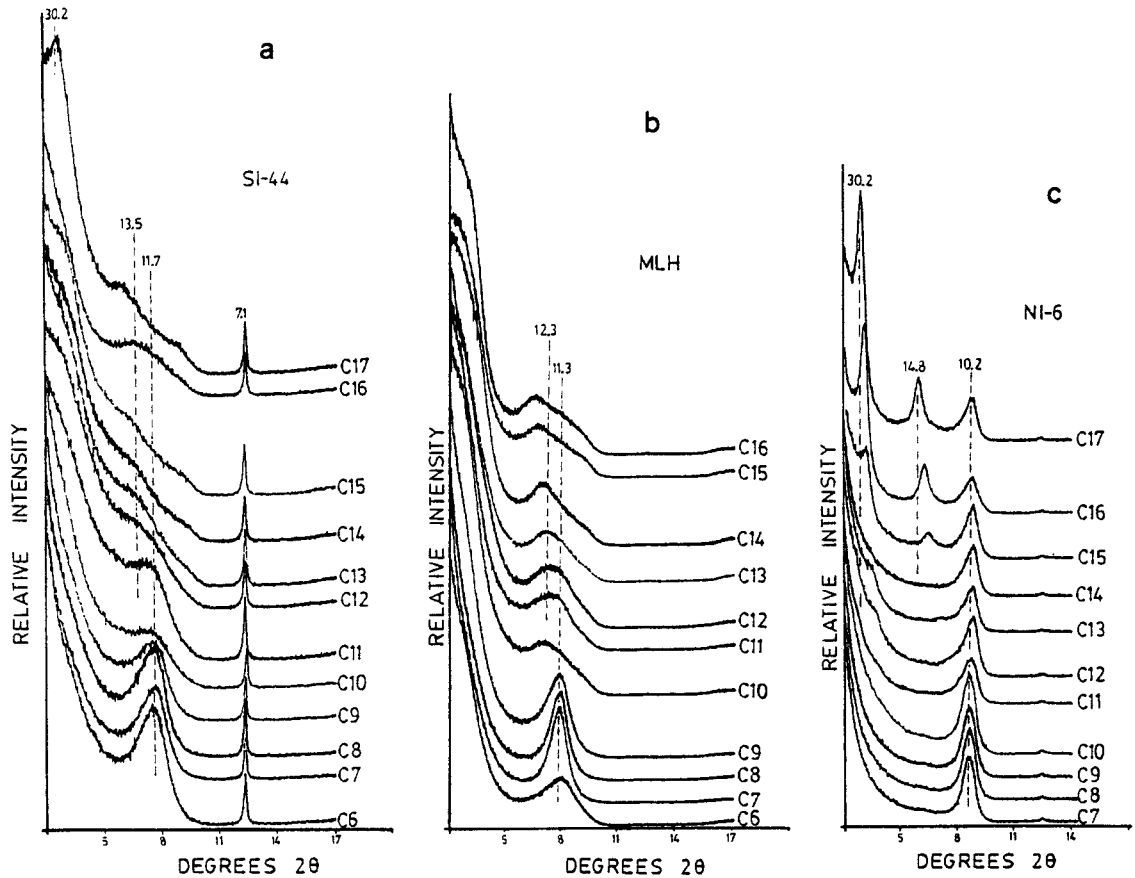 a
SI-44
30.2
13.5
11.7
7.1
C17
C16
C15
C14
C13
C12
C11
C10
C9
C8
C7
C6
RELATIVE INTENSITY
5
8
11
14
17
DEGREES 2θ
b
MLH
12.3
11.3
C16
C15
C14
C13
C12
C11
C10
C9
C8
C7
C6
RELATIVE INTENSITY
5
8
11
14
17
DEGREES 2θ
c
NI-6
30.2
14.8
10.2
C17
C16
C15
C14
C13
C12
C11
C10
C9
C8
C7
RELATIVE INTENSITY
5
8
11
14
DEGREES 2θ